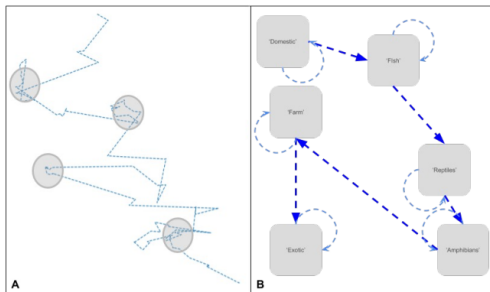 A
B
'Domestic'
'Fish'
'Farm'
'Reptiles'
'Exotic'
'Amphibians'